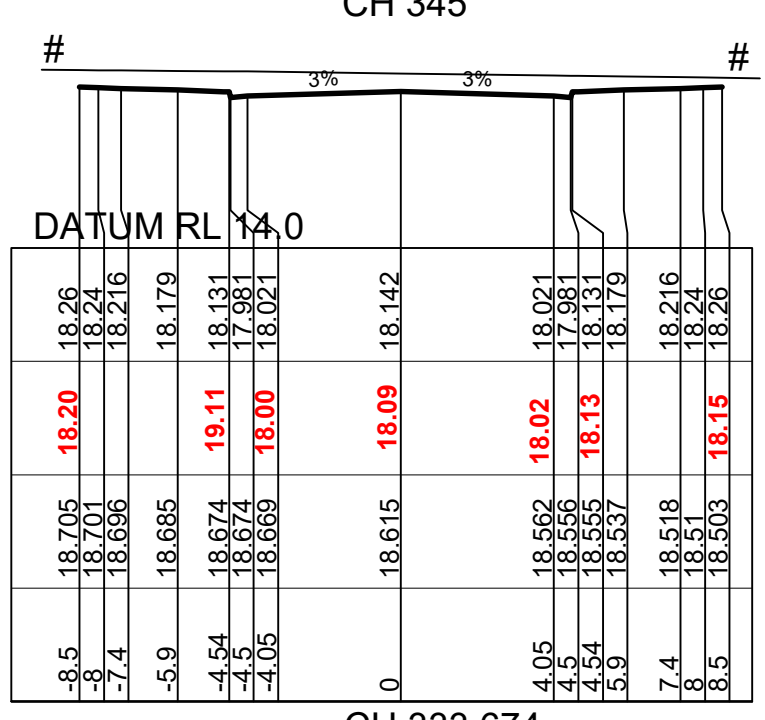 CH 345
# #
3% 3%
DATUM RL 14.0
18.26 18.24 18.216 18.179 18.131 17.981 18.021 18.142 18.021 17.981 18.131 18.179 18.216 18.24 18.26
18.20 19.11 18.00 18.09 18.02 18.13 18.15
18.705 18.701 18.696 18.685 18.674 18.674 18.669 18.615 18.562 18.556 18.555 18.537 18.518 18.51 18.503
-8.5 -8 -7.4 -5.9 -4.54 -4.5 -4.05 0 4.05 4.5 4.54 5.9 7.4 8 8.5